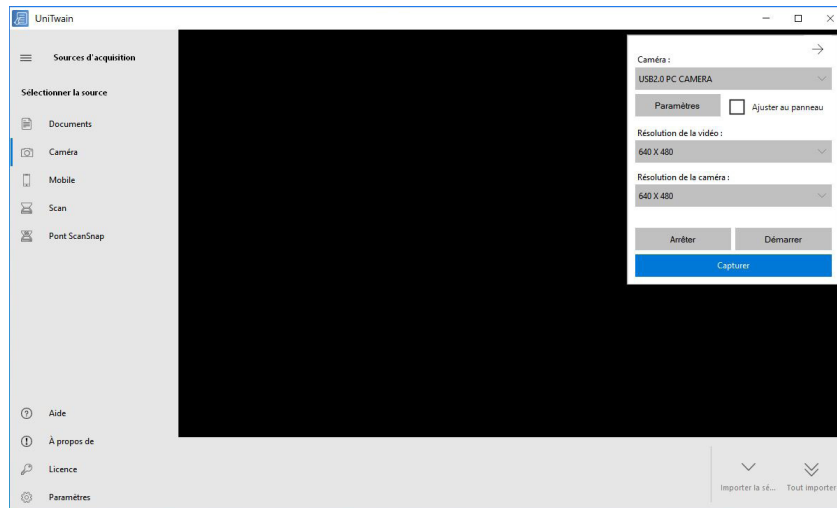 UniTwain
Sources d'acquisition
Sélectionner la source
Documents
Caméra
Mobile
Scan
Pont ScanSnap
Aide
À propos de
Licence
Paramètres
Caméra :
USB2.0 PC CAMERA
Paramètres
Ajuster au panneau
Résolution de la vidéo :
640 X 480
Résolution de la caméra :
640 X 480
Arrêter
Démarrer
Capturer
Importer la sé...
Tout importer